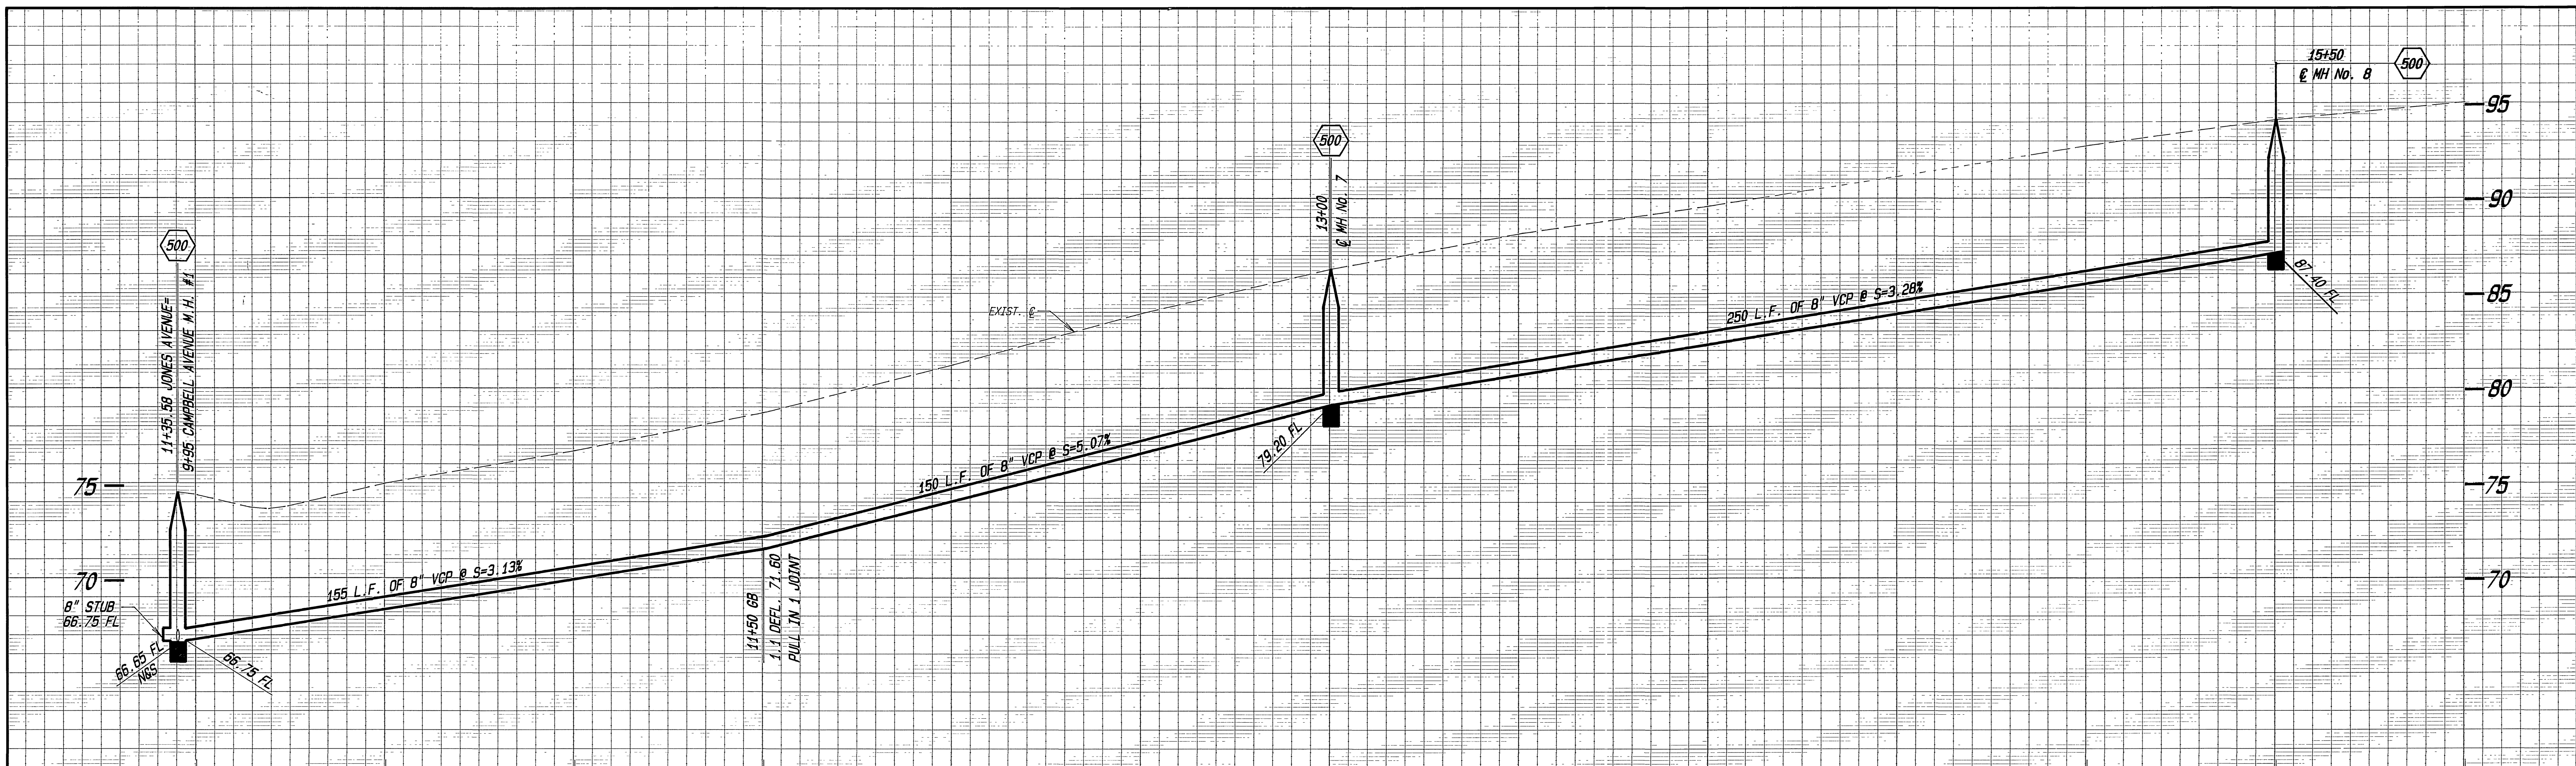 15+50
℄ MH No. 8
500
95
90
85
80
75
70
87.40 FL
500
13+00
℄ MH No. 7
EXIST. ℄
250 L.F. OF 8" VCP @ S=3.28%
79.20 FL
150 L.F. OF 8" VCP @ S=5.07%
11+50 GB
1.1 DEFL. 71.60
PULL IN 1 JOINT
500
11+35.58 JONES AVENUE=
9+95 CAMPBELL AVENUE M.H. #1
75
70
155 L.F. OF 8" VCP @ S=3.13%
8" STUB
66.75 FL
66.65 FL
N&S
66.75 FL